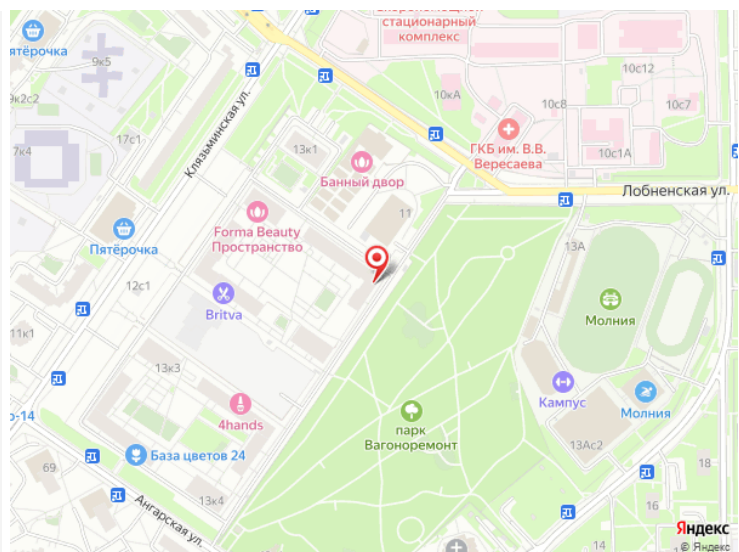 стационарный
комплекс
9к5
10с12
10кА
10с8
10с7
Клязьминская ул.
17с1
13к1
ГКБ им. В.В.
Вересаева
10с1А
7к4
Банный двор
Лобненская ул.
11
Forma Beauty
Пространство
Пятёрочка
13А
12с1
Britva
Молния
11к1
13к3
Кампус
Молния
4hands
парк
Вагоноремонт
13Ас2
База цветов 24
69
18
13к4
16
Ангарская ул.
14
Яндекс
© Яндекс